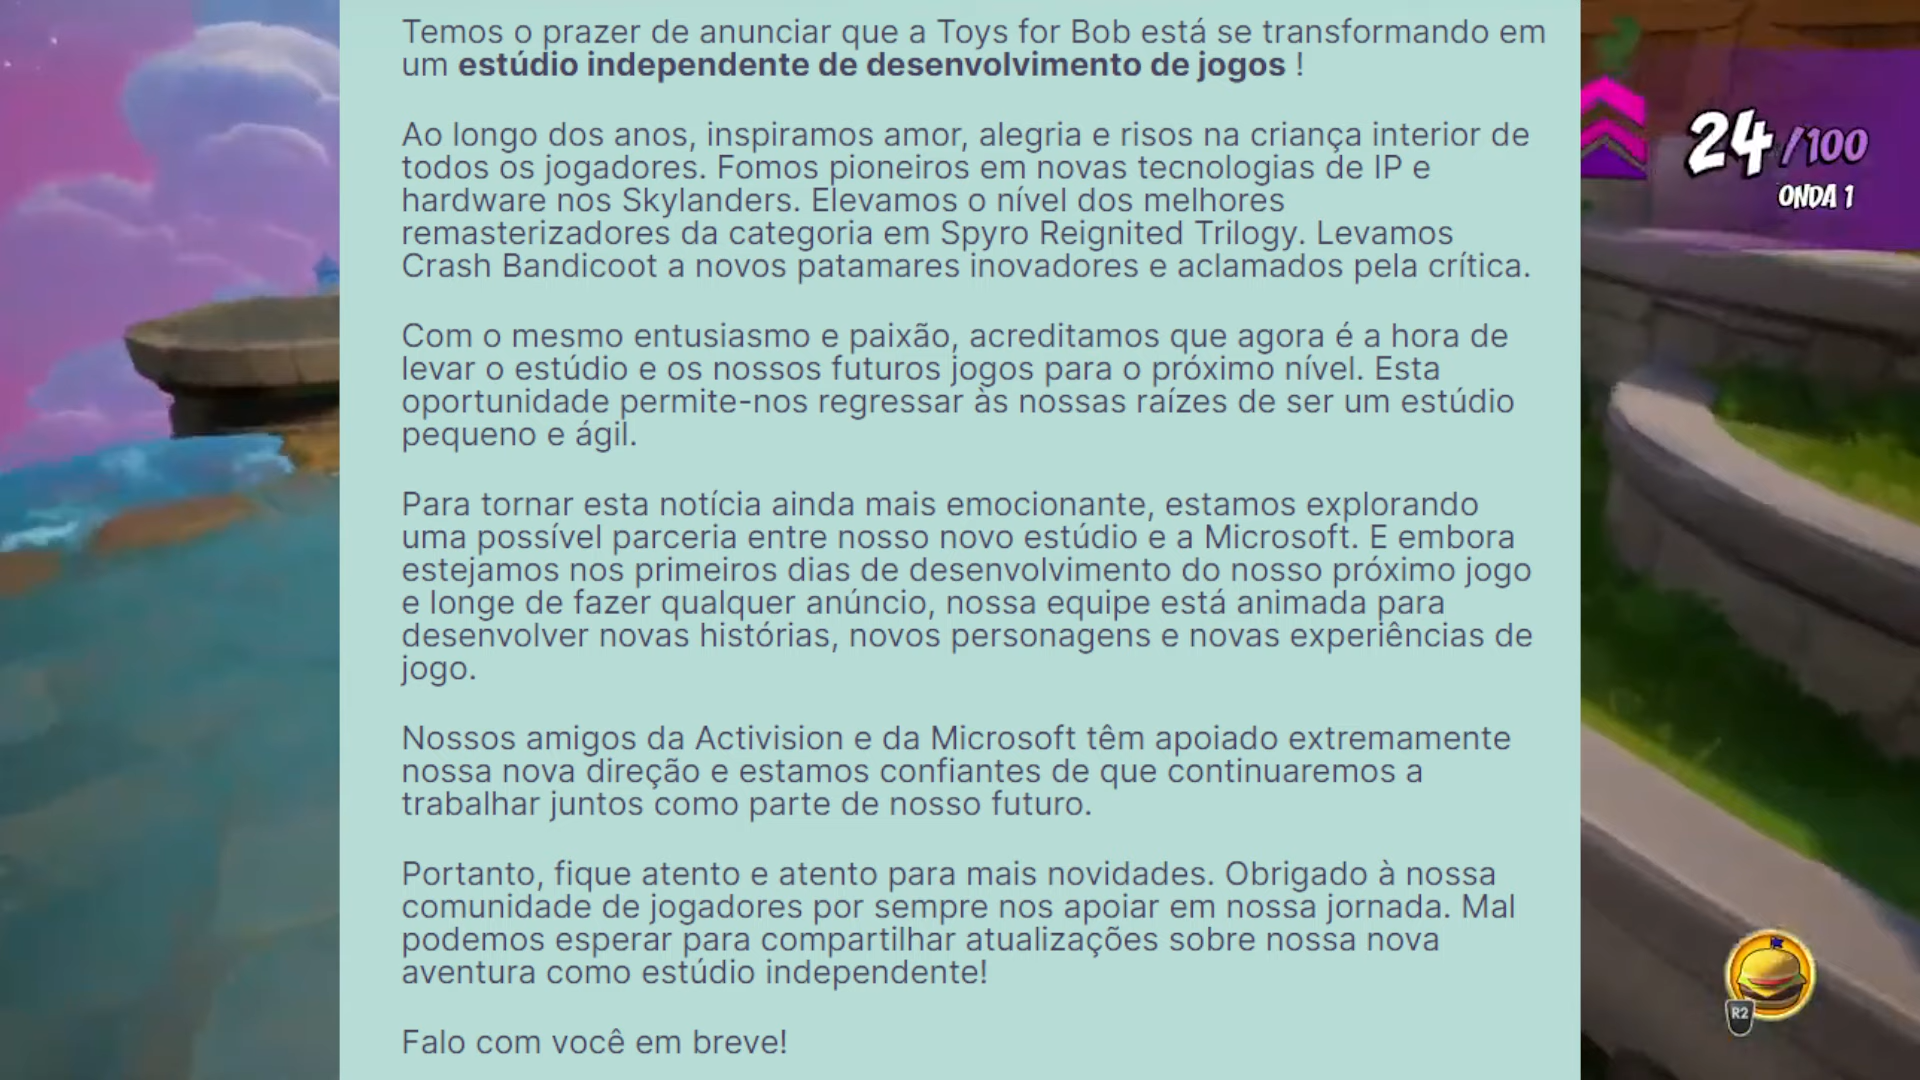 Temos o prazer de anunciar que a Toys for Bob está se transformando em
um estúdio independente de desenvolvimento de jogos !
Ao longo dos anos, inspiramos amor, alegria e risos na criança interior de
todos os jogadores. Fomos pioneiros em novas tecnologias de IP e
hardware nos Skylanders. Elevamos o nível dos melhores
remasterizadores da categoria em Spyro Reignited Trilogy. Levamos
Crash Bandicoot a novos patamares inovadores e aclamados pela crítica.
Com o mesmo entusiasmo e paixão, acreditamos que agora é a hora de
levar o estúdio e os nossos futuros jogos para o próximo nível. Esta
oportunidade permite-nos regressar às nossas raízes de ser um estúdio
pequeno e ágil.
Para tornar esta notícia ainda mais emocionante, estamos explorando
uma possível parceria entre nosso novo estúdio e a Microsoft. E embora
estejamos nos primeiros dias de desenvolvimento do nosso próximo jogo
e longe de fazer qualquer anúncio, nossa equipe está animada para
desenvolver novas histórias, novos personagens e novas experiências de
jogo.
Nossos amigos da Activision e da Microsoft têm apoiado extremamente
nossa nova direção e estamos confiantes de que continuaremos a
trabalhar juntos como parte de nosso futuro.
Portanto, fique atento e atento para mais novidades. Obrigado à nossa
comunidade de jogadores por sempre nos apoiar em nossa jornada. Mal
podemos esperar para compartilhar atualizações sobre nossa nova
aventura como estúdio independente!
Falo com você em breve!
24/100
ONDA 1
R2